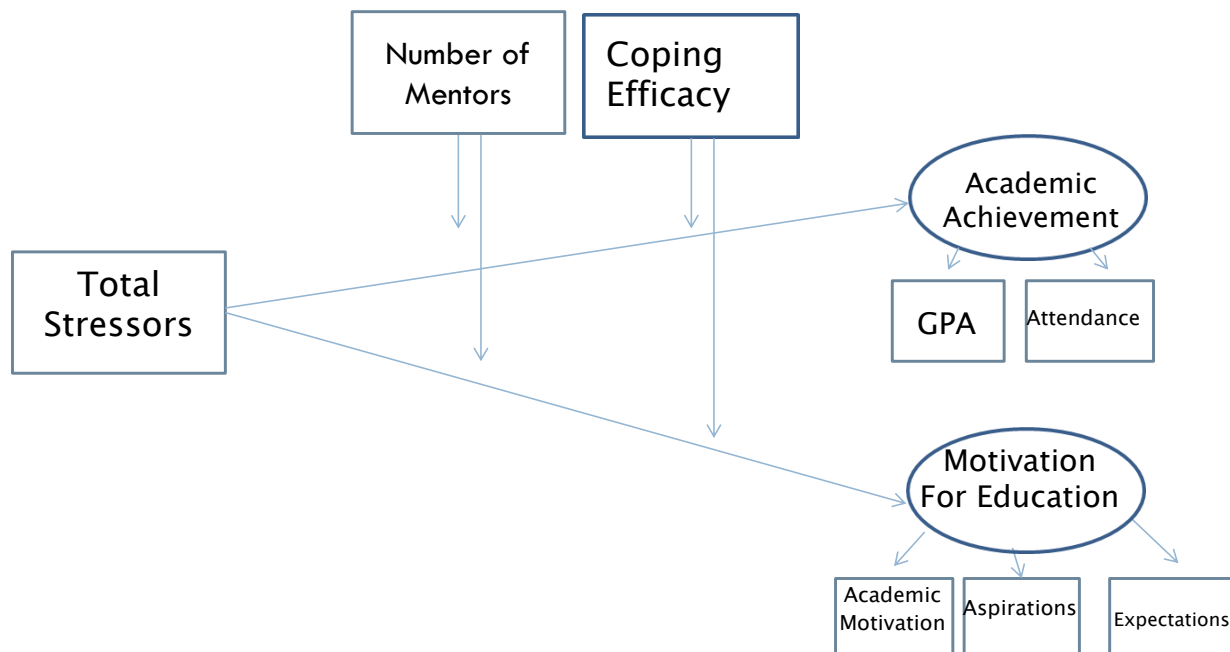 Number of
Mentors
Coping
Efficacy
Academic
Achievement
Total
Stressors
GPA
Attendance
Motivation
For Education
Academic
Motivation
Aspirations
Expectations